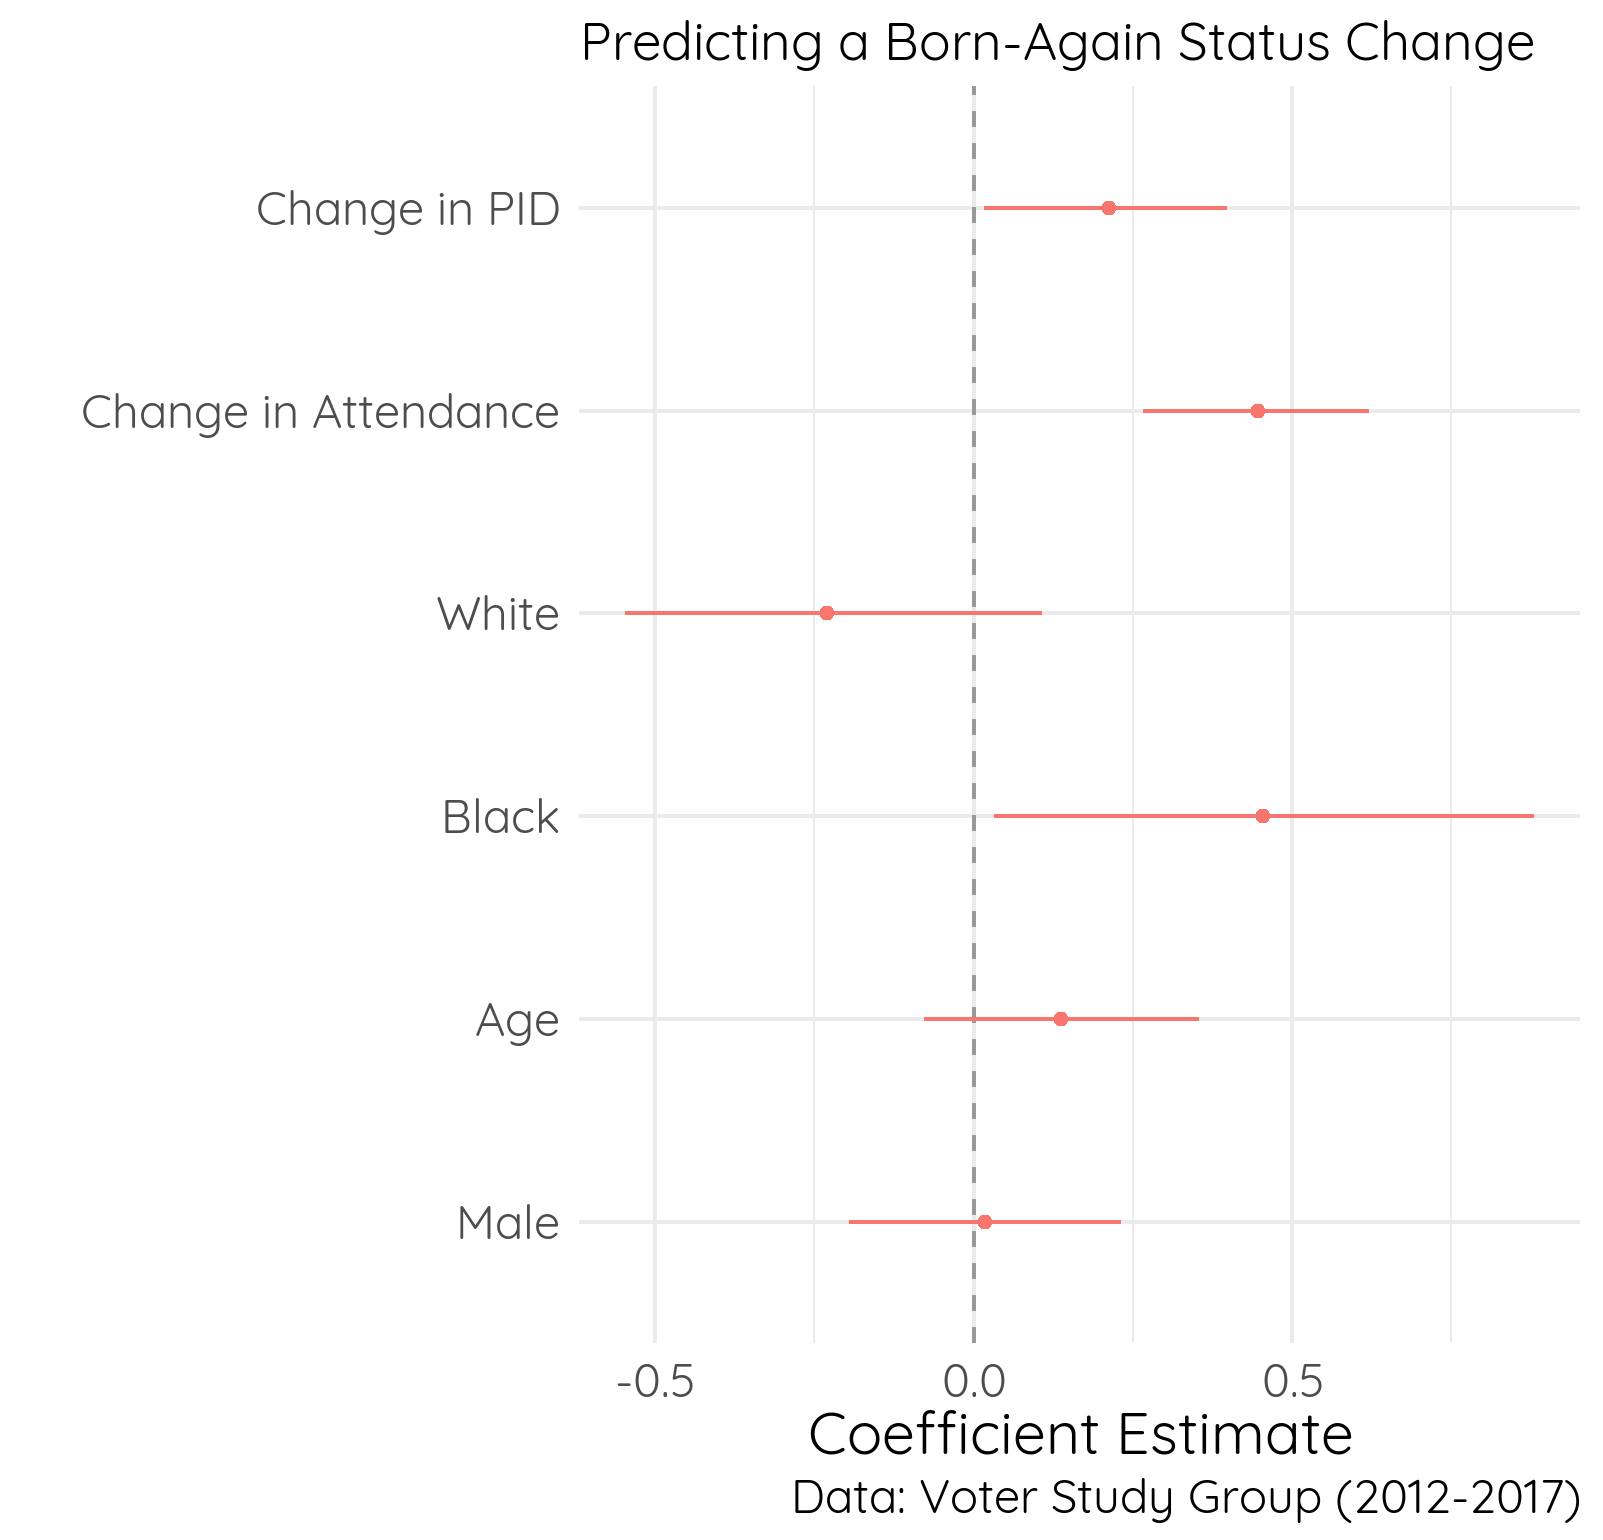 Predicting a Born-Again Status Change
Change in PID
Change in Attendance
White
Black
Age
Male
-0.5 0.0 0.5
Coefficient Estimate
Data: Voter Study Group (2012-2017)